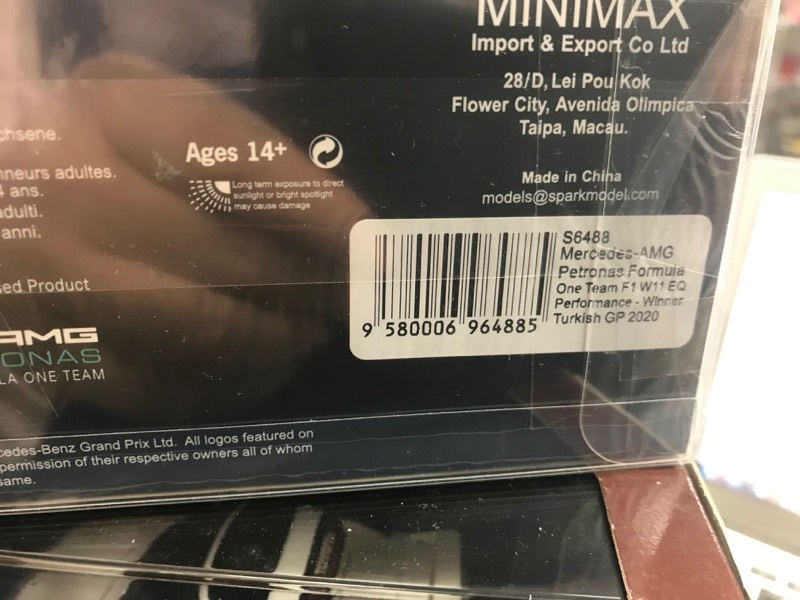 MINIMAX
Import & Export Co Ltd
28/D, Lei Pou Kok
Flower City, Avenida Olimpica
Taipa, Macau.
Made in China
models@sparkmodel.com
chsene.
nneurs adultes.
4 ans.
adulti.
anni.
Ages 14+
Long term exposure to direct
sunlight or bright spotlight
may cause damage
sed Product
AMG
ONAS
LA ONE TEAM
S6488
Mercedes-AMG
Petronas Formula
One Team F1 W11 EQ
Performance - Winner
Turkish GP 2020
9 580006 964885
cedes-Benz Grand Prix Ltd. All logos featured on
permission of their respective owners all of whom
same.